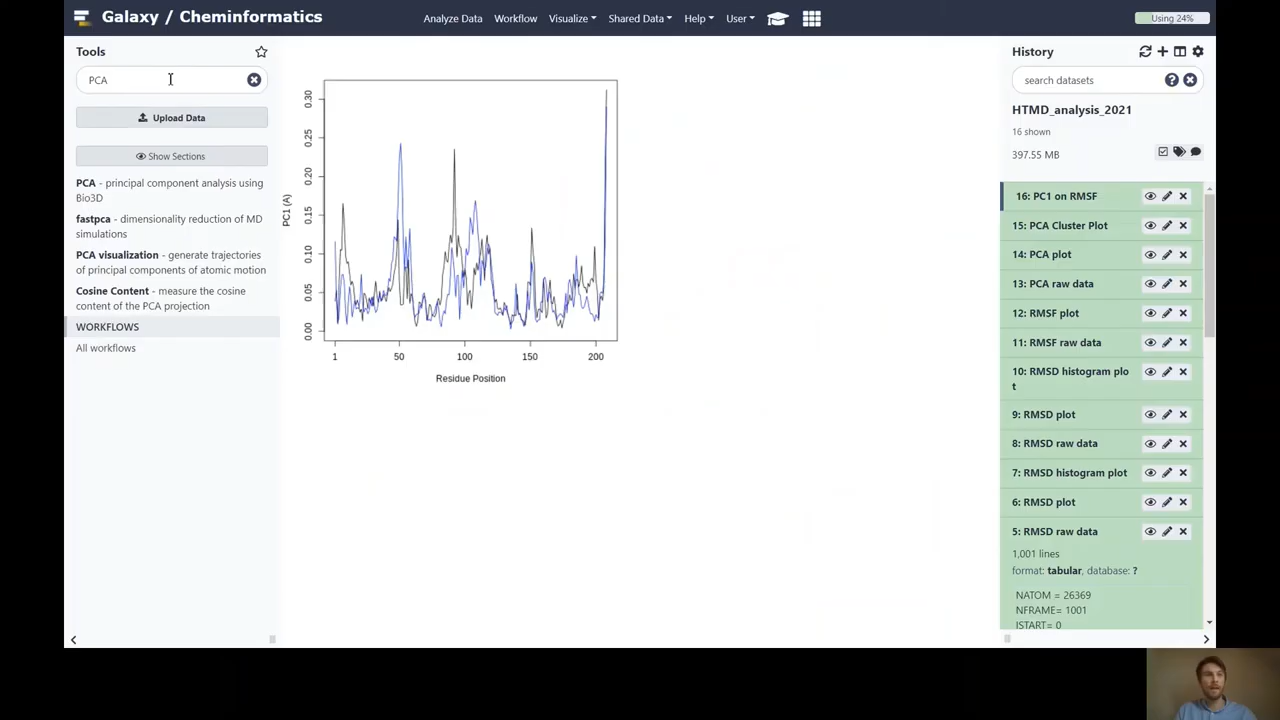 Galaxy / Cheminformatics
Analyze Data
Workflow
Visualize
Shared Data
Help
User
Using 24%
Tools
PCA
Upload Data
Show Sections
PCA - principal component analysis using
Bio3D
fastpca - dimensionality reduction of MD
simulations
PCA visualization - generate trajectories
of principal components of atomic motion
Cosine Content - measure the cosine
content of the PCA projection
WORKFLOWS
All workflows
PC1 (A)
0.30
0.25
0.20
0.15
0.10
0.05
0.00
1
50
100
150
200
Residue Position
History
search datasets
HTMD_analysis_2021
16 shown
397.55 MB
16: PC1 on RMSF
15: PCA Cluster Plot
14: PCA plot
13: PCA raw data
12: RMSF plot
11: RMSF raw data
10: RMSD histogram plo
t
9: RMSD plot
8: RMSD raw data
7: RMSD histogram plot
6: RMSD plot
5: RMSD raw data
1,001 lines
format: tabular, database: ?
NATOM = 26369
NFRAME= 1001
ISTART= 0